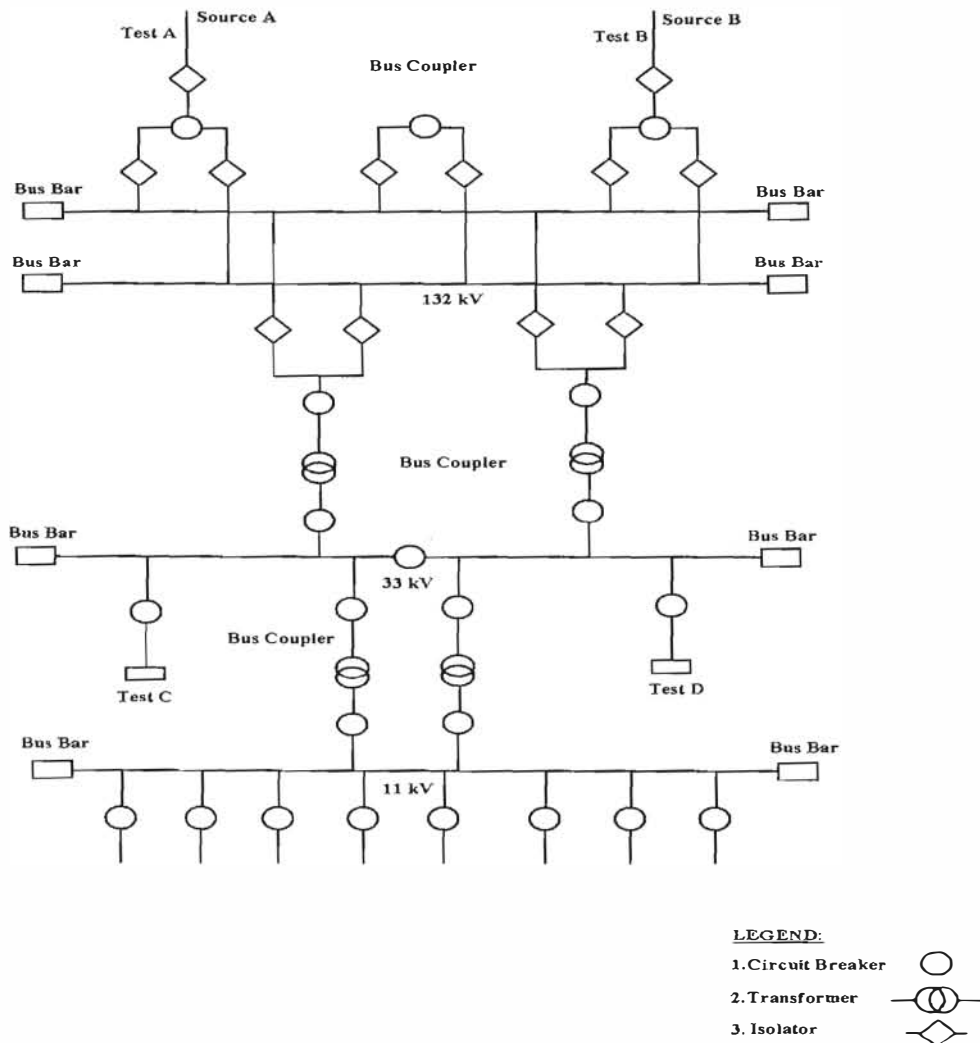 Source A
Source B
Test A
Test B
Bus Coupler
Bus Bar
Bus Bar
Bus Bar
Bus Bar
132 kV
Bus Coupler
Bus Bar
Bus Bar
33 kV
Bus Coupler
Test C
Test D
Bus Bar
Bus Bar
11 kV
LEGEND:
1.Circuit Breaker
2.Transformer
3. Isolator